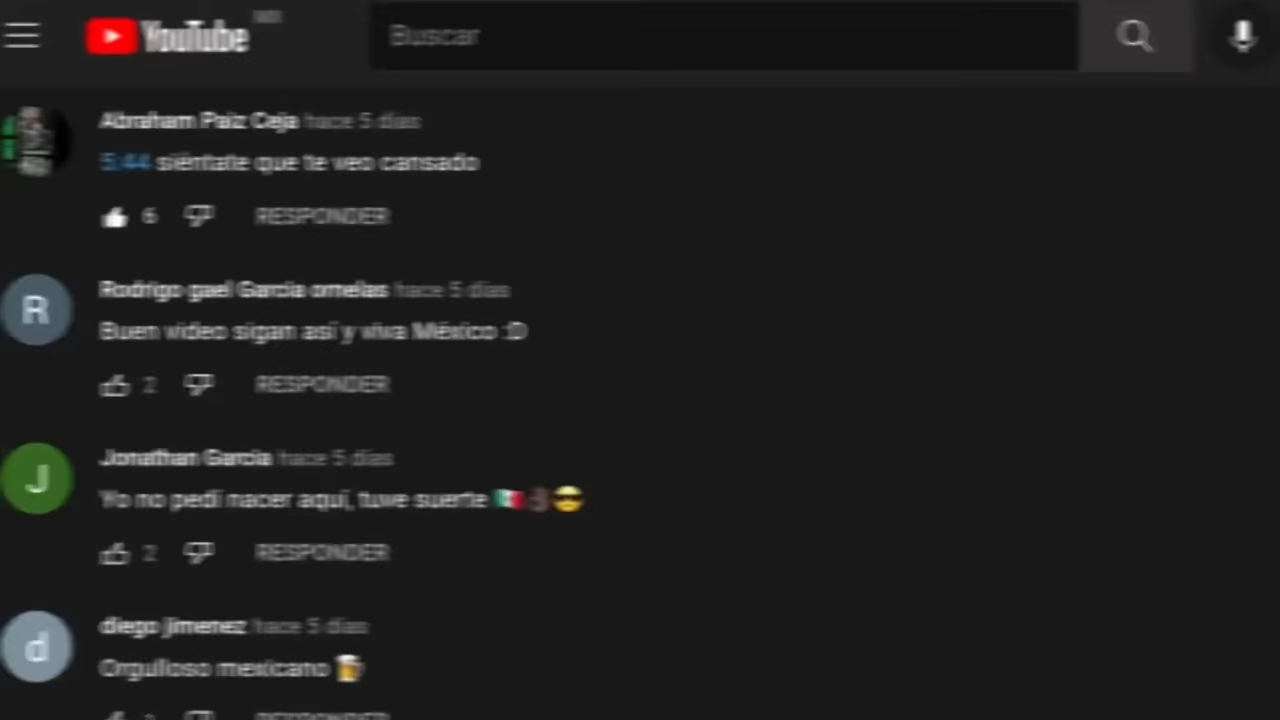 YouTube
Buscar
Abraham Paiz Ceja hace 5 días
5:44 siéntate que te veo cansado
6 RESPONDER
Rodrigo gael Garcia ornelas hace 5 días
Buen video sigan así y viva México :D
2 RESPONDER
Jonathan Garcia hace 5 días
Yo no pedí nacer aquí, tuve suerte 🇲🇽
2 RESPONDER
diego jimenez hace 5 días
Orgulloso mexicano 🍺
RESPONDER